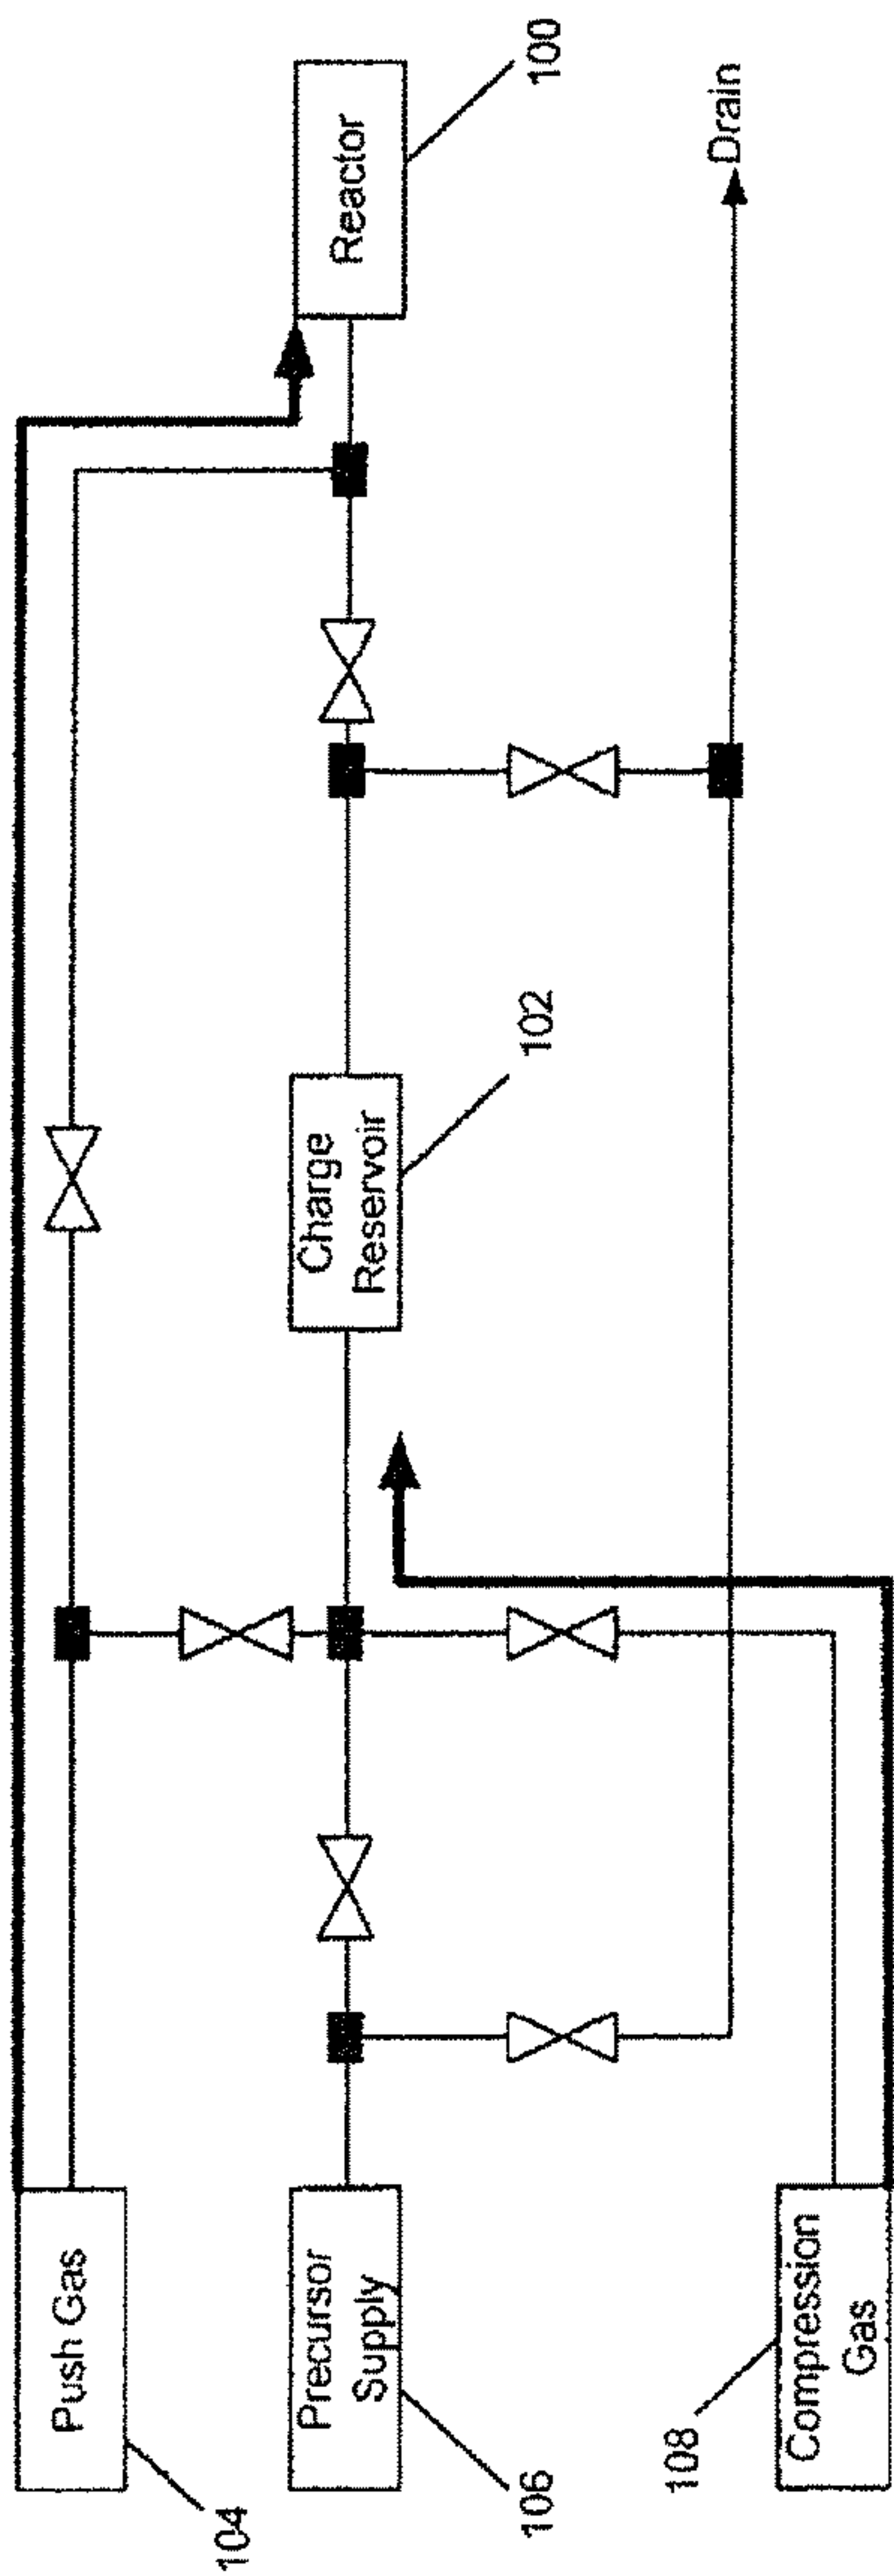 Push Gas
104
Precursor
Supply
106
Compression
Gas
108
Charge
Reservoir
102
Reactor
100
Drain